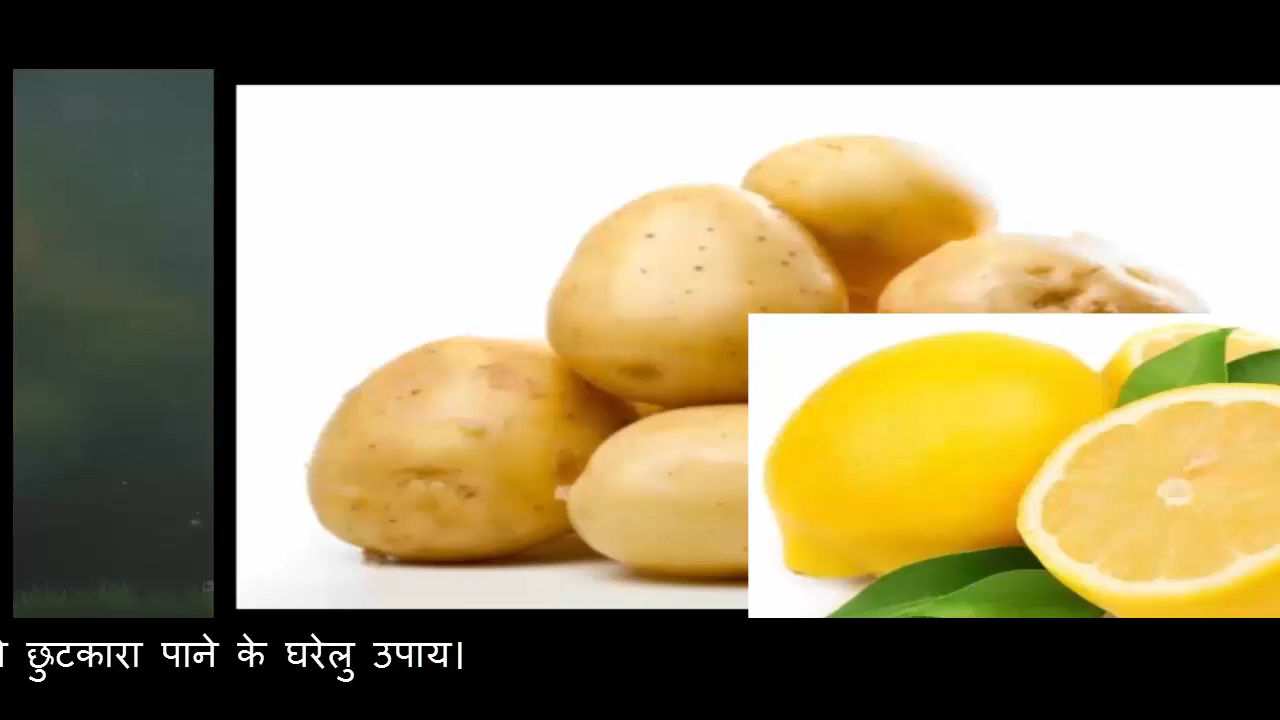 छुटकारा पाने के घरेलु उपाय।